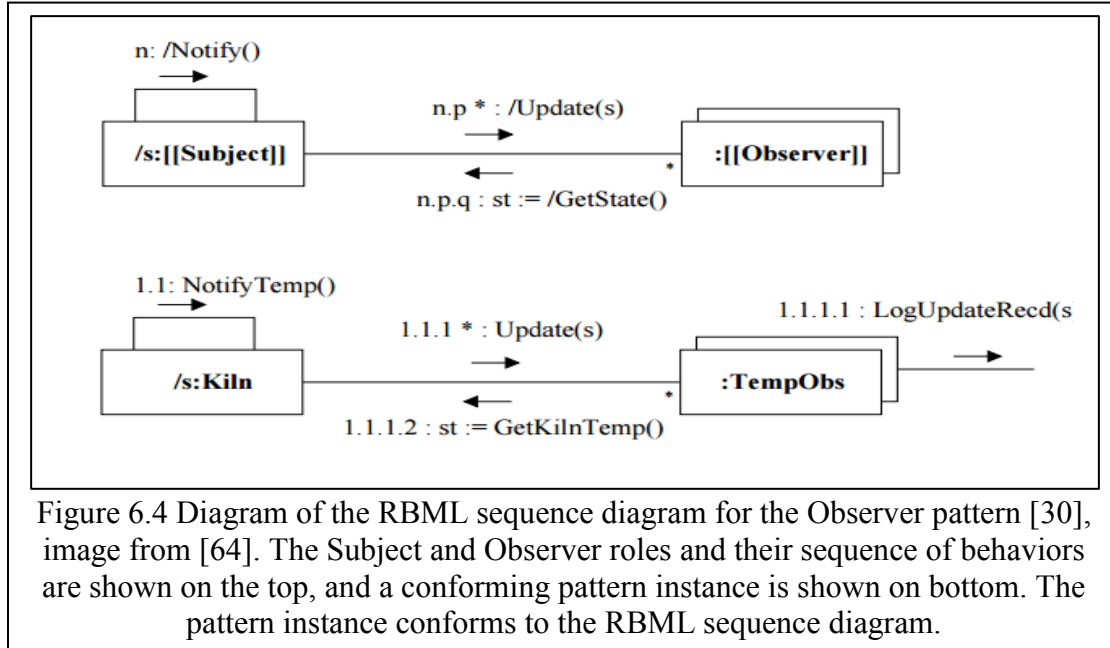 n: /Notify()
n.p * : /Update(s)
/s:[[Subject]]
:[[Observer]]
*
n.p.q : st := /GetState()
1.1: NotifyTemp()
1.1.1.1 : LogUpdateRecd(s
1.1.1 * : Update(s)
/s:Kiln
:TempObs
*
1.1.1.2 : st := GetKilnTemp()
Figure 6.4 Diagram of the RBML sequence diagram for the Observer pattern [30],
image from [64]. The Subject and Observer roles and their sequence of behaviors
are shown on the top, and a conforming pattern instance is shown on bottom. The
pattern instance conforms to the RBML sequence diagram.